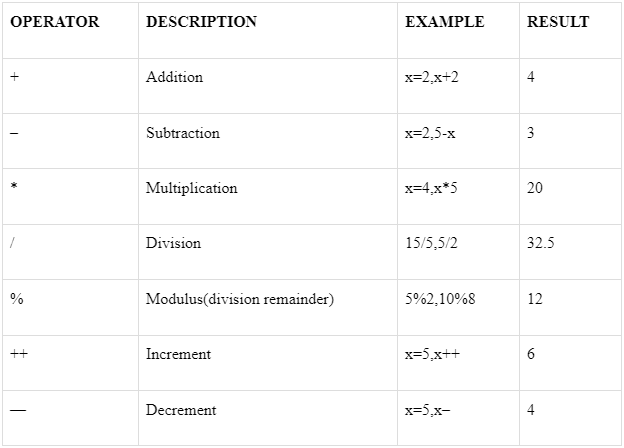 OPERATOR DESCRIPTION EXAMPLE RESULT
+ Addition x=2,x+2 4
– Subtraction x=2,5-x 3
* Multiplication x=4,x*5 20
/ Division 15/5,5/2 32.5
% Modulus(division remainder) 5%2,10%8 12
++ Increment x=5,x++ 6
— Decrement x=5,x– 4